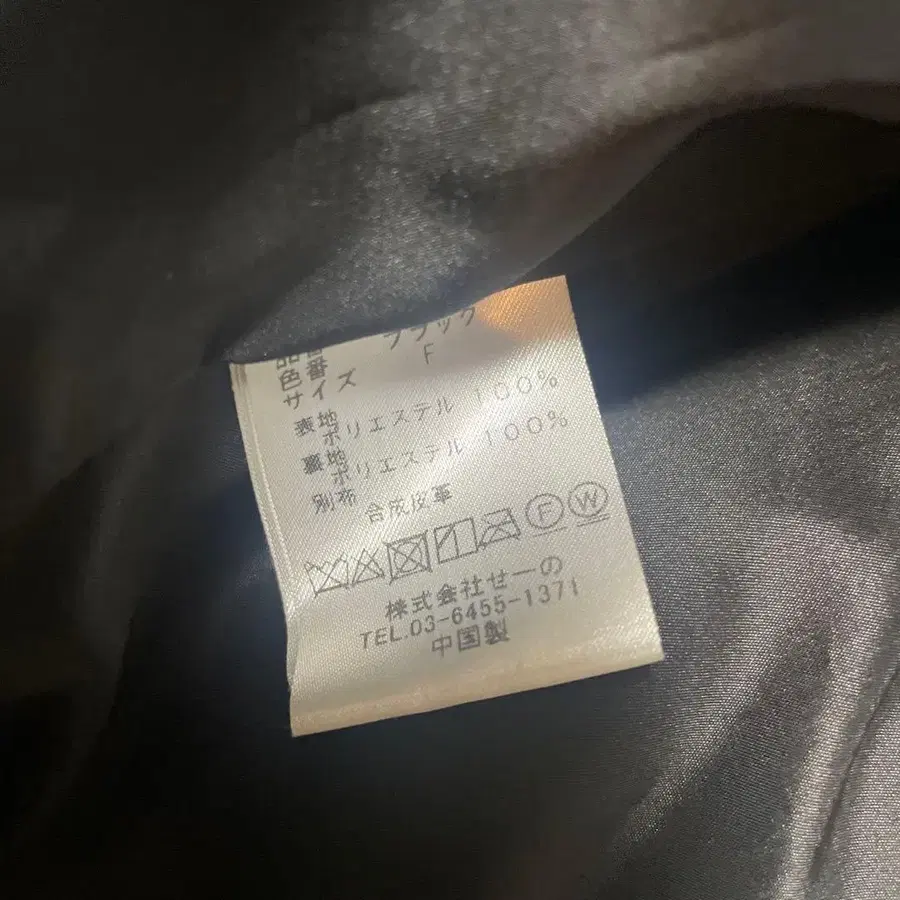 色番 ブラック
サイズ F
表地
ポリエステル 100%
裏地
ポリエステル 100%
別布
合成皮革
F W
株式会社せーの
TEL.03-6455-1371
中国製